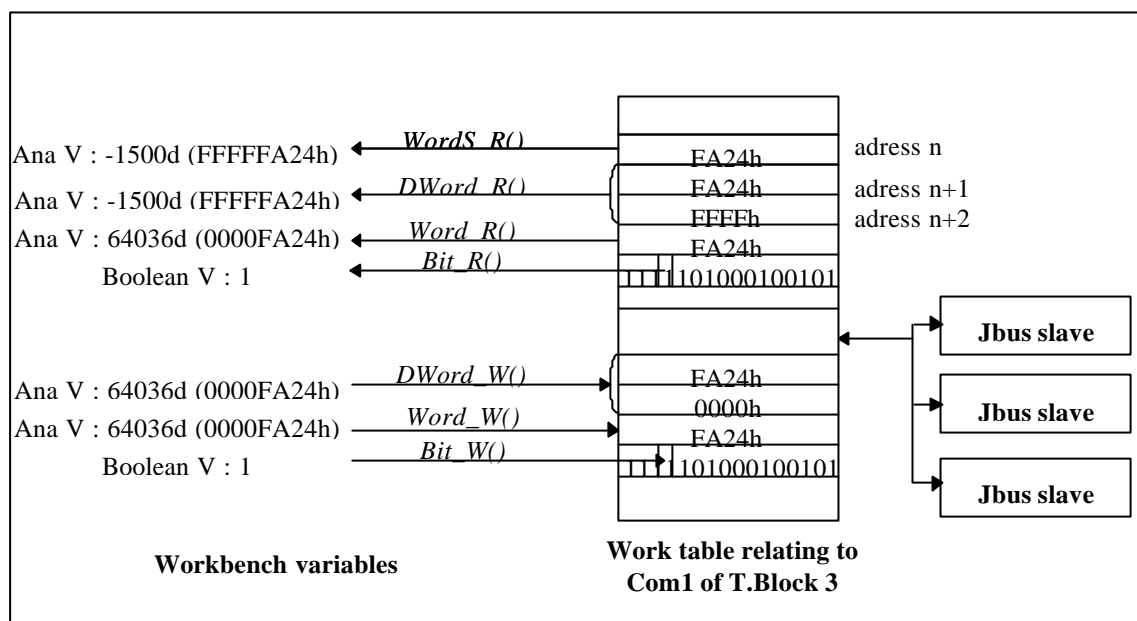 WordS_R()
Ana V : -1500d (FFFFFA24h)
FA24h
adress n
DWord_R()
Ana V : -1500d (FFFFFA24h)
FA24h
adress n+1
FFFFh
adress n+2
Word_R()
Ana V : 64036d (0000FA24h)
FA24h
Bit_R()
Boolean V : 1
1111101000100101
Jbus slave
DWord_W()
Ana V : 64036d (0000FA24h)
FA24h
0000h
Jbus slave
Word_W()
Ana V : 64036d (0000FA24h)
FA24h
Bit_W()
Boolean V : 1
1111101000100101
Jbus slave
Workbench variables
Work table relating to
Com1 of T.Block 3